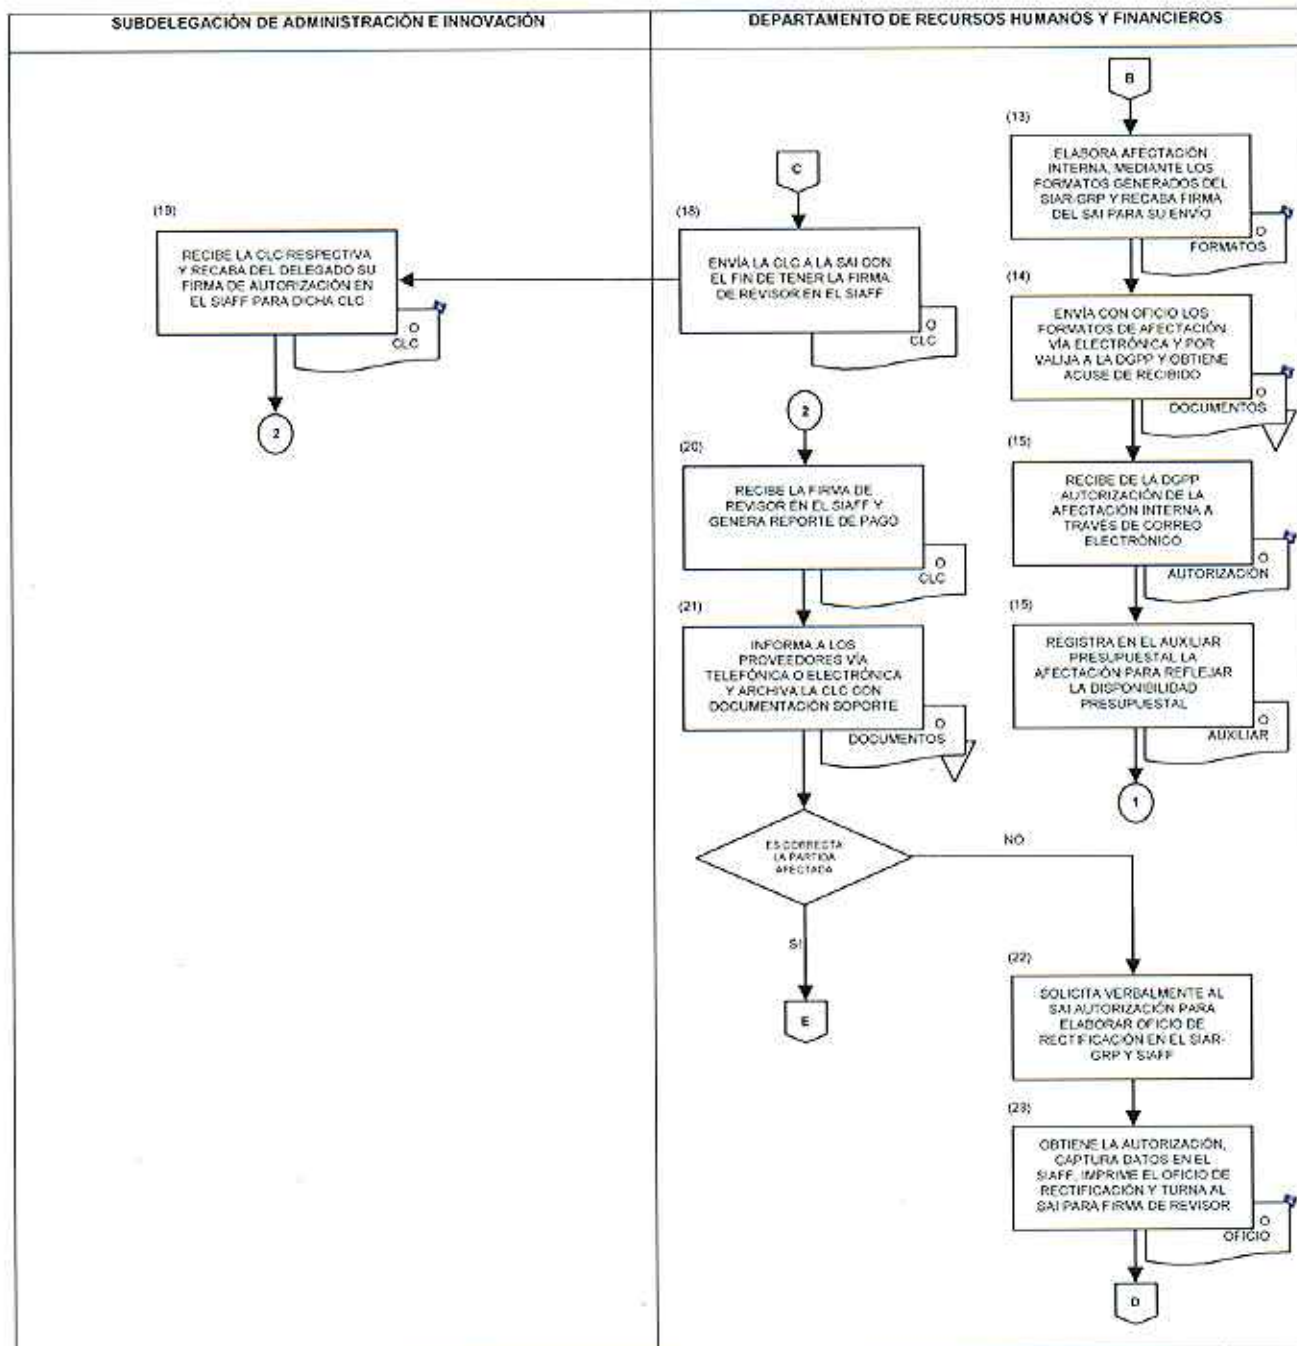 SUBDELEGACIÓN DE ADMINISTRACIÓN E INNOVACIÓN
DEPARTAMENTO DE RECURSOS HUMANOS Y FINANCIEROS
B
(13)
ELABORA AFECTACIÓN
INTERNA, MEDIANTE LOS
FORMATOS GENERADOS DEL
SIAR-GRP Y RECABA FIRMA
DEL SAI PARA SU ENVÍO
O
FORMATOS
(14)
ENVÍA CON OFICIO LOS
FORMATOS DE AFECTACIÓN
VÍA ELECTRÓNICA Y POR
VALIJA A LA DGPP Y OBTIENE
ACUSE DE RECIBIDO
O
DOCUMENTOS
(15)
RECIBE DE LA DGPP
AUTORIZACIÓN DE LA
AFECTACIÓN INTERNA A
TRAVÉS DE CORREO
ELECTRÓNICO
O
AUTORIZACIÓN
(15)
REGISTRA EN EL AUXILIAR
PRESUPUESTAL LA
AFECTACIÓN PARA REFLEJAR
LA DISPONIBILIDAD
PRESUPUESTAL
O
AUXILIAR
1
C
(18)
ENVÍA LA CLC A LA SAI CON
EL FIN DE TENER LA FIRMA
DE REVISOR EN EL SIAFF
O
CLC
(19)
RECIBE LA CLC RESPECTIVA
Y RECABA DEL DELEGADO SU
FIRMA DE AUTORIZACIÓN EN
EL SIAFF PARA DICHA CLC
O
CLC
2
2
(20)
RECIBE LA FIRMA DE
REVISOR EN EL SIAFF Y
GENERA REPORTE DE PAGO
O
CLC
(21)
INFORMA A LOS
PROVEEDORES VÍA
TELEFÓNICA O ELECTRÓNICA
Y ARCHIVA LA CLC CON
DOCUMENTACIÓN SOPORTE
O
DOCUMENTOS
ES CORRECTA
LA PARTIDA
AFECTADA
NO
SI
E
(22)
SOLICITA VERBALMENTE AL
SAI AUTORIZACIÓN PARA
ELABORAR OFICIO DE
RECTIFICACIÓN EN EL SIAR-
GRP Y SIAFF
(23)
OBTIENE LA AUTORIZACIÓN,
CAPTURA DATOS EN EL
SIAFF, IMPRIME EL OFICIO DE
RECTIFICACIÓN Y TURNA AL
SAI PARA FIRMA DE REVISOR
O
OFICIO
D